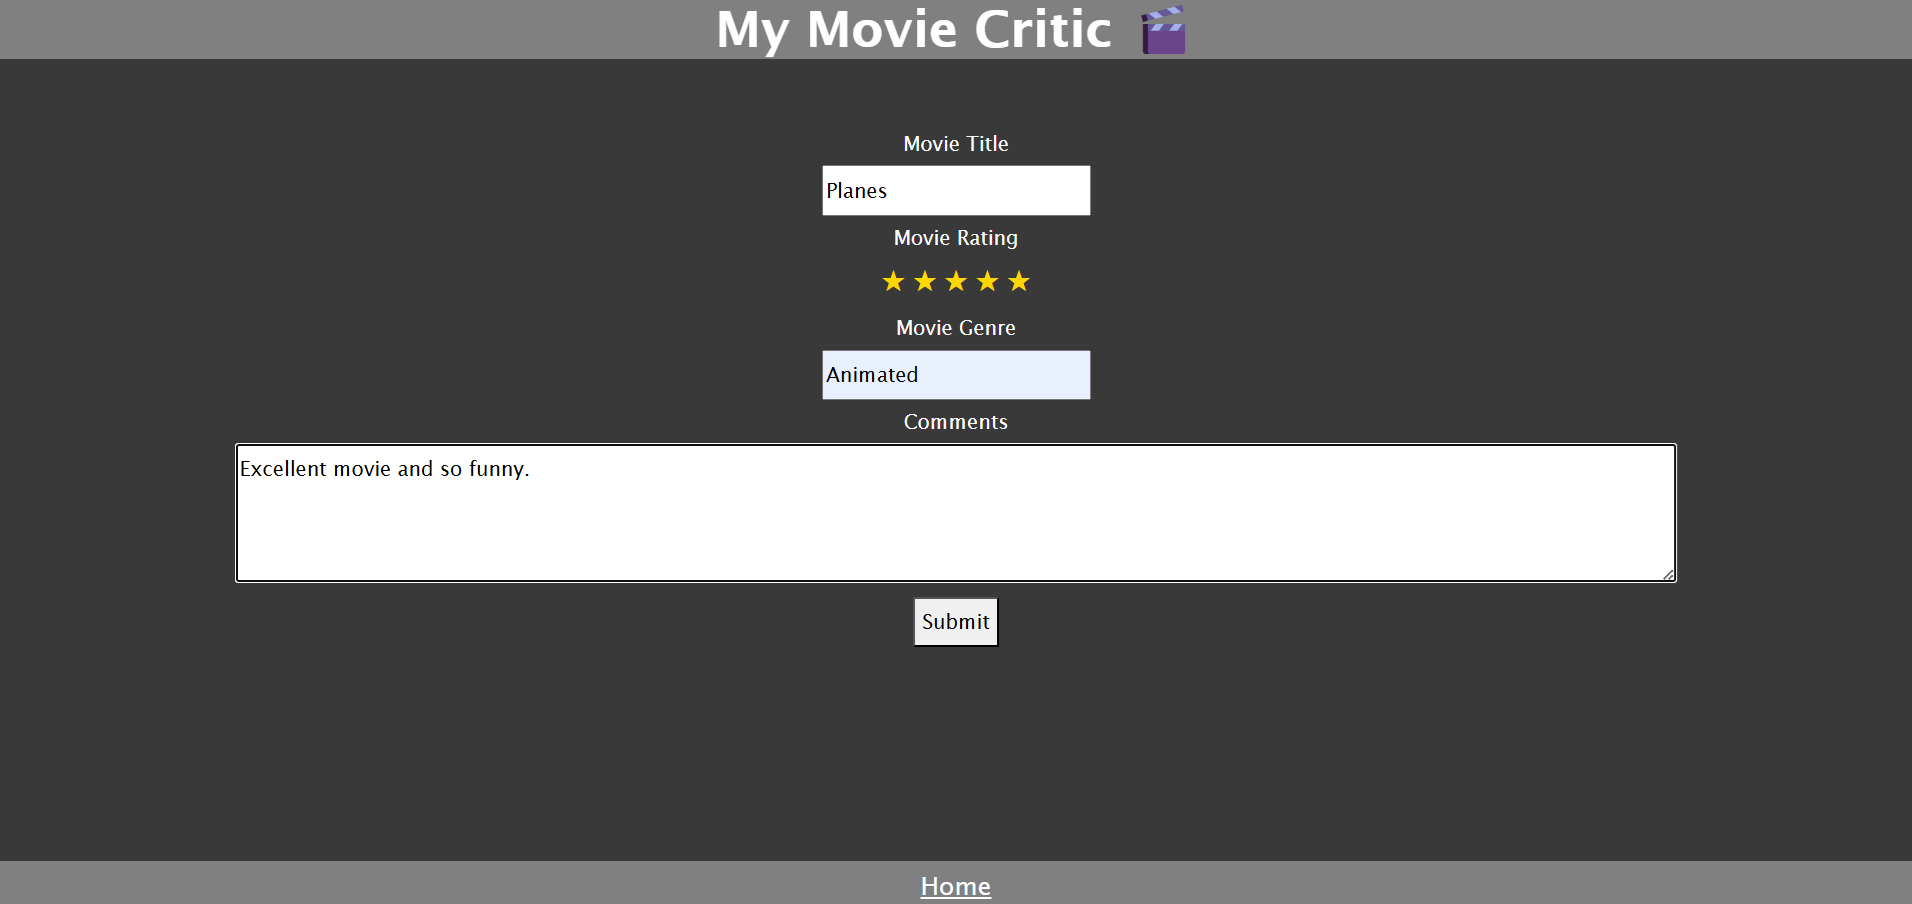 My Movie Critic
Movie Title
Planes
Movie Rating
Movie Genre
Animated
Comments
Excellent movie and so funny.
Submit
Home